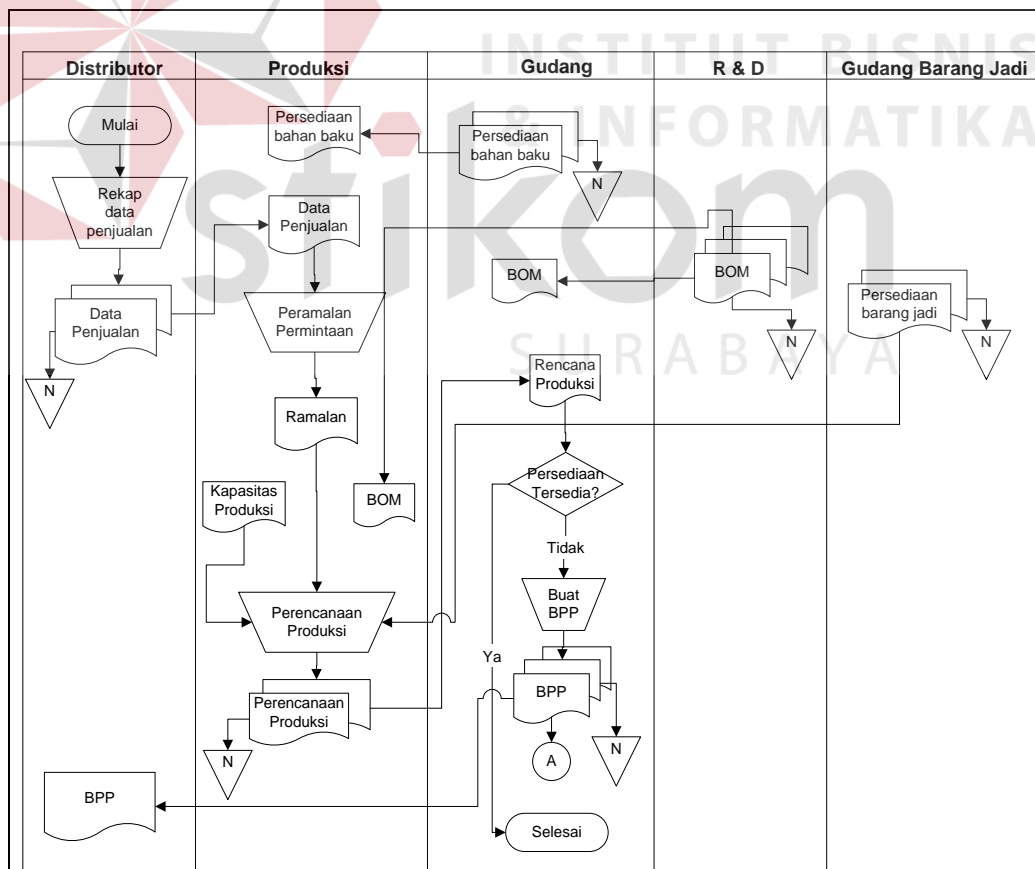 INSTITUT BISNIS
& INFORMATIKA
stikom
SURABAYA
Distributor
Produksi
Gudang
R & D
Gudang Barang Jadi
Mulai
Rekap
data
penjualan
Data
Penjualan
N
BPP
Persediaan
bahan baku
Data
Penjualan
Peramalan
Permintaan
Ramalan
Kapasitas
Produksi
BOM
Perencanaan
Produksi
Perencanaan
Produksi
N
Persediaan
bahan baku
N
BOM
Rencana
Produksi
Persediaan
Tersedia?
Tidak
Ya
Buat
BPP
BPP
N
A
Selesai
BOM
N
Persediaan
barang jadi
N